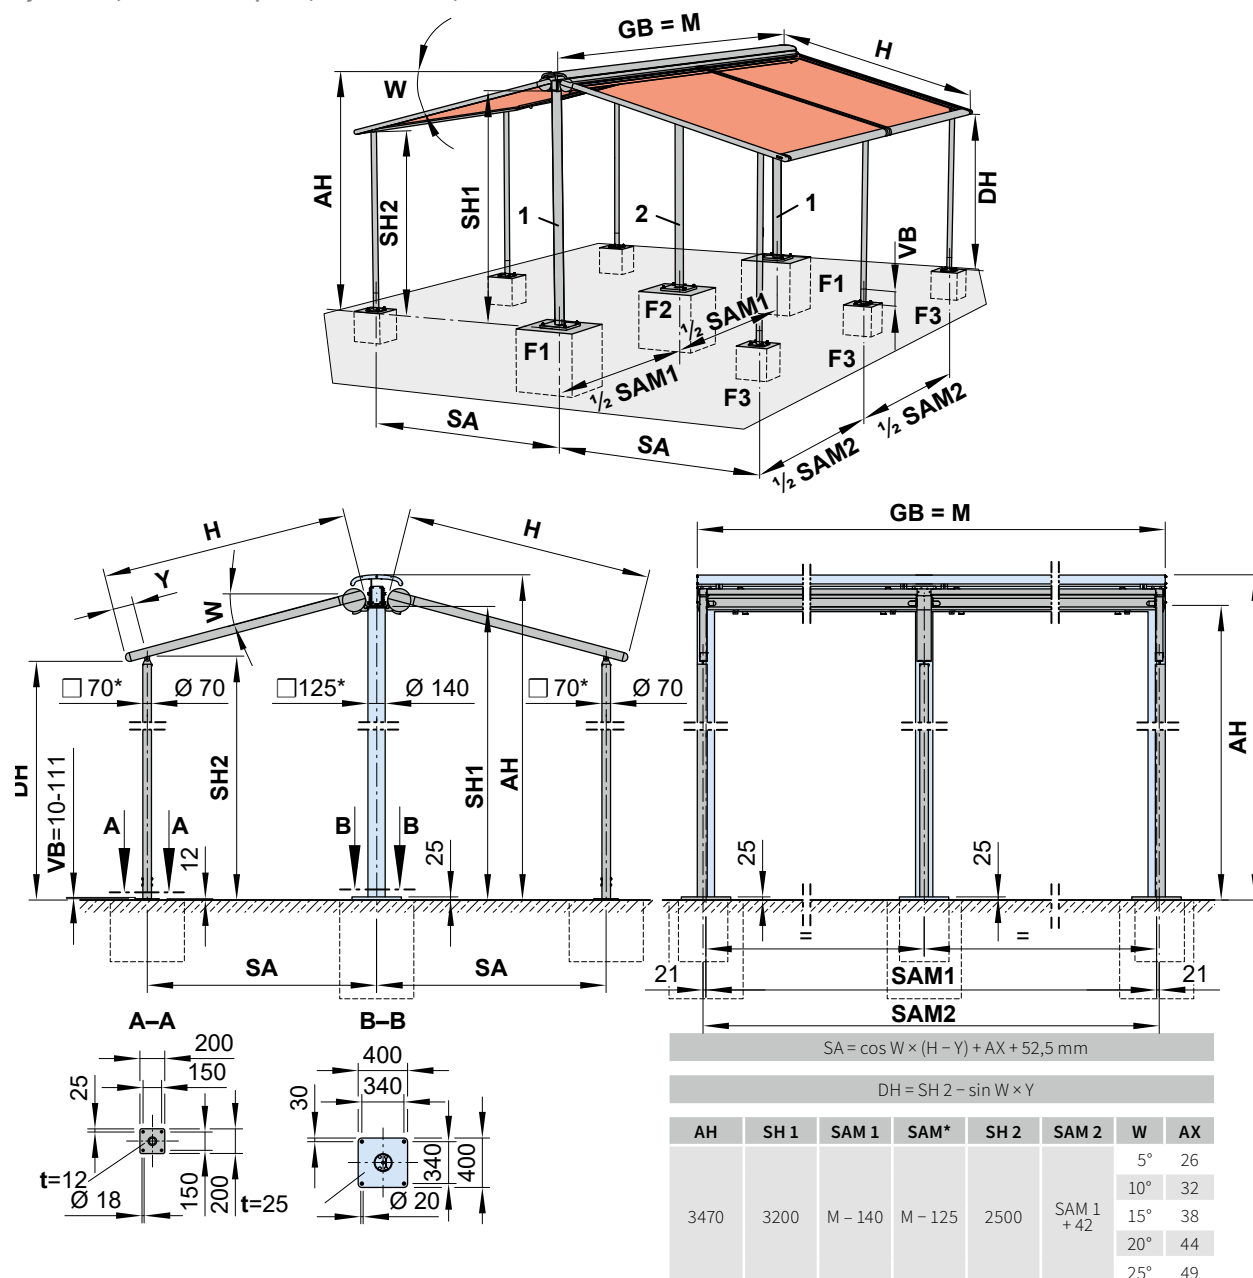 GB = M
H
W
AH
SH2
SH1
1
2
1
DH
VB
F1
F2
F1
F3
F3
F3
½ SAM1
½ SAM1
SA
SA
½ SAM2
½ SAM2
H
H
Y
W
□ 70*
Ø 70
□125*
Ø 140
□ 70*
Ø 70
DH
VB=10-111
SH2
SH1
AH
A
A
B
B
12
25
SA
SA
GB = M
AH
25
25
=
=
21
SAM1
21
SAM2
A–A
200
150
25
t=12
Ø 18
150
200
t=25
B–B
400
340
30
340
400
Ø 20
SA = cos W × (H − Y) + AX + 52,5 mm
DH = SH 2 − sin W × Y
AH SH 1 SAM 1 SAM* SH 2 SAM 2 W AX
3470 3200 M − 140 M − 125 2500 SAM 1 + 42
5° 26
10° 32
15° 38
20° 44
25° 49